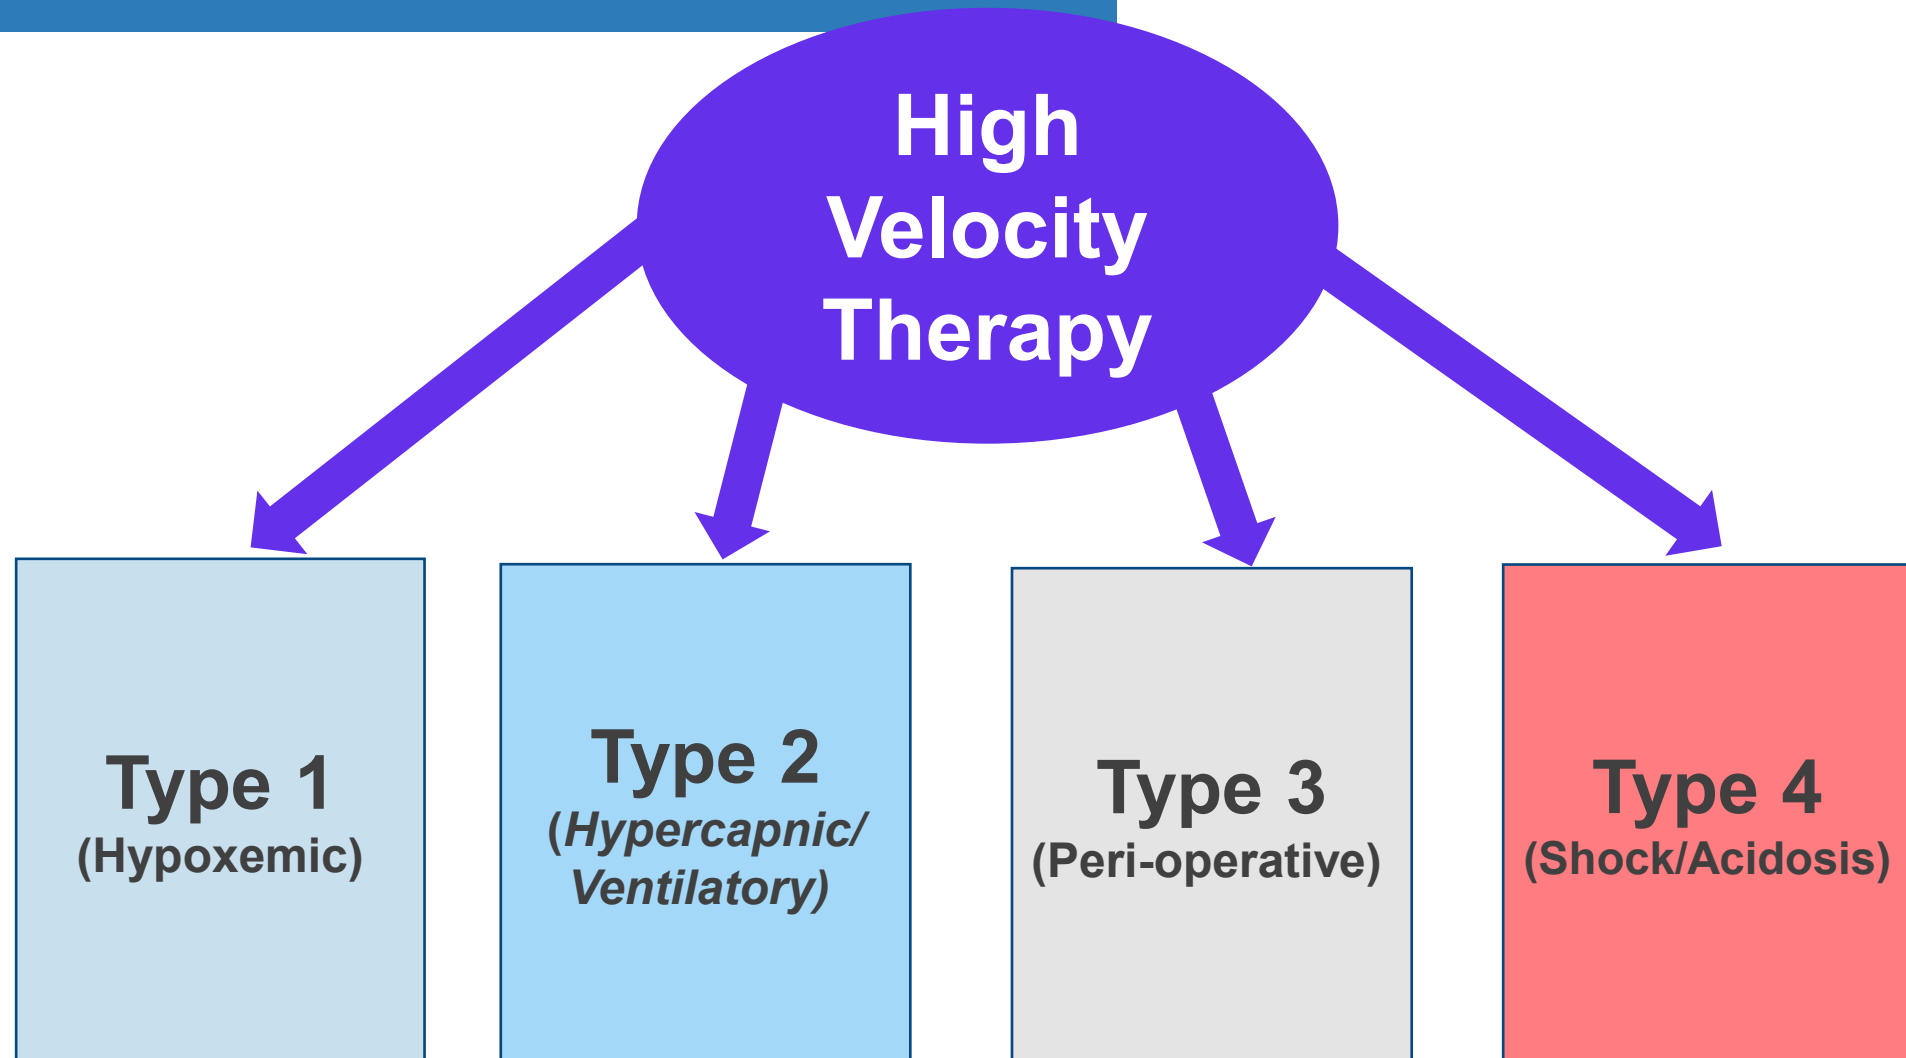 High
Velocity
Therapy
Type 1
(Hypoxemic)
Type 2
(Hypercapnic/
Ventilatory)
Type 3
(Peri-operative)
Type 4
(Shock/Acidosis)